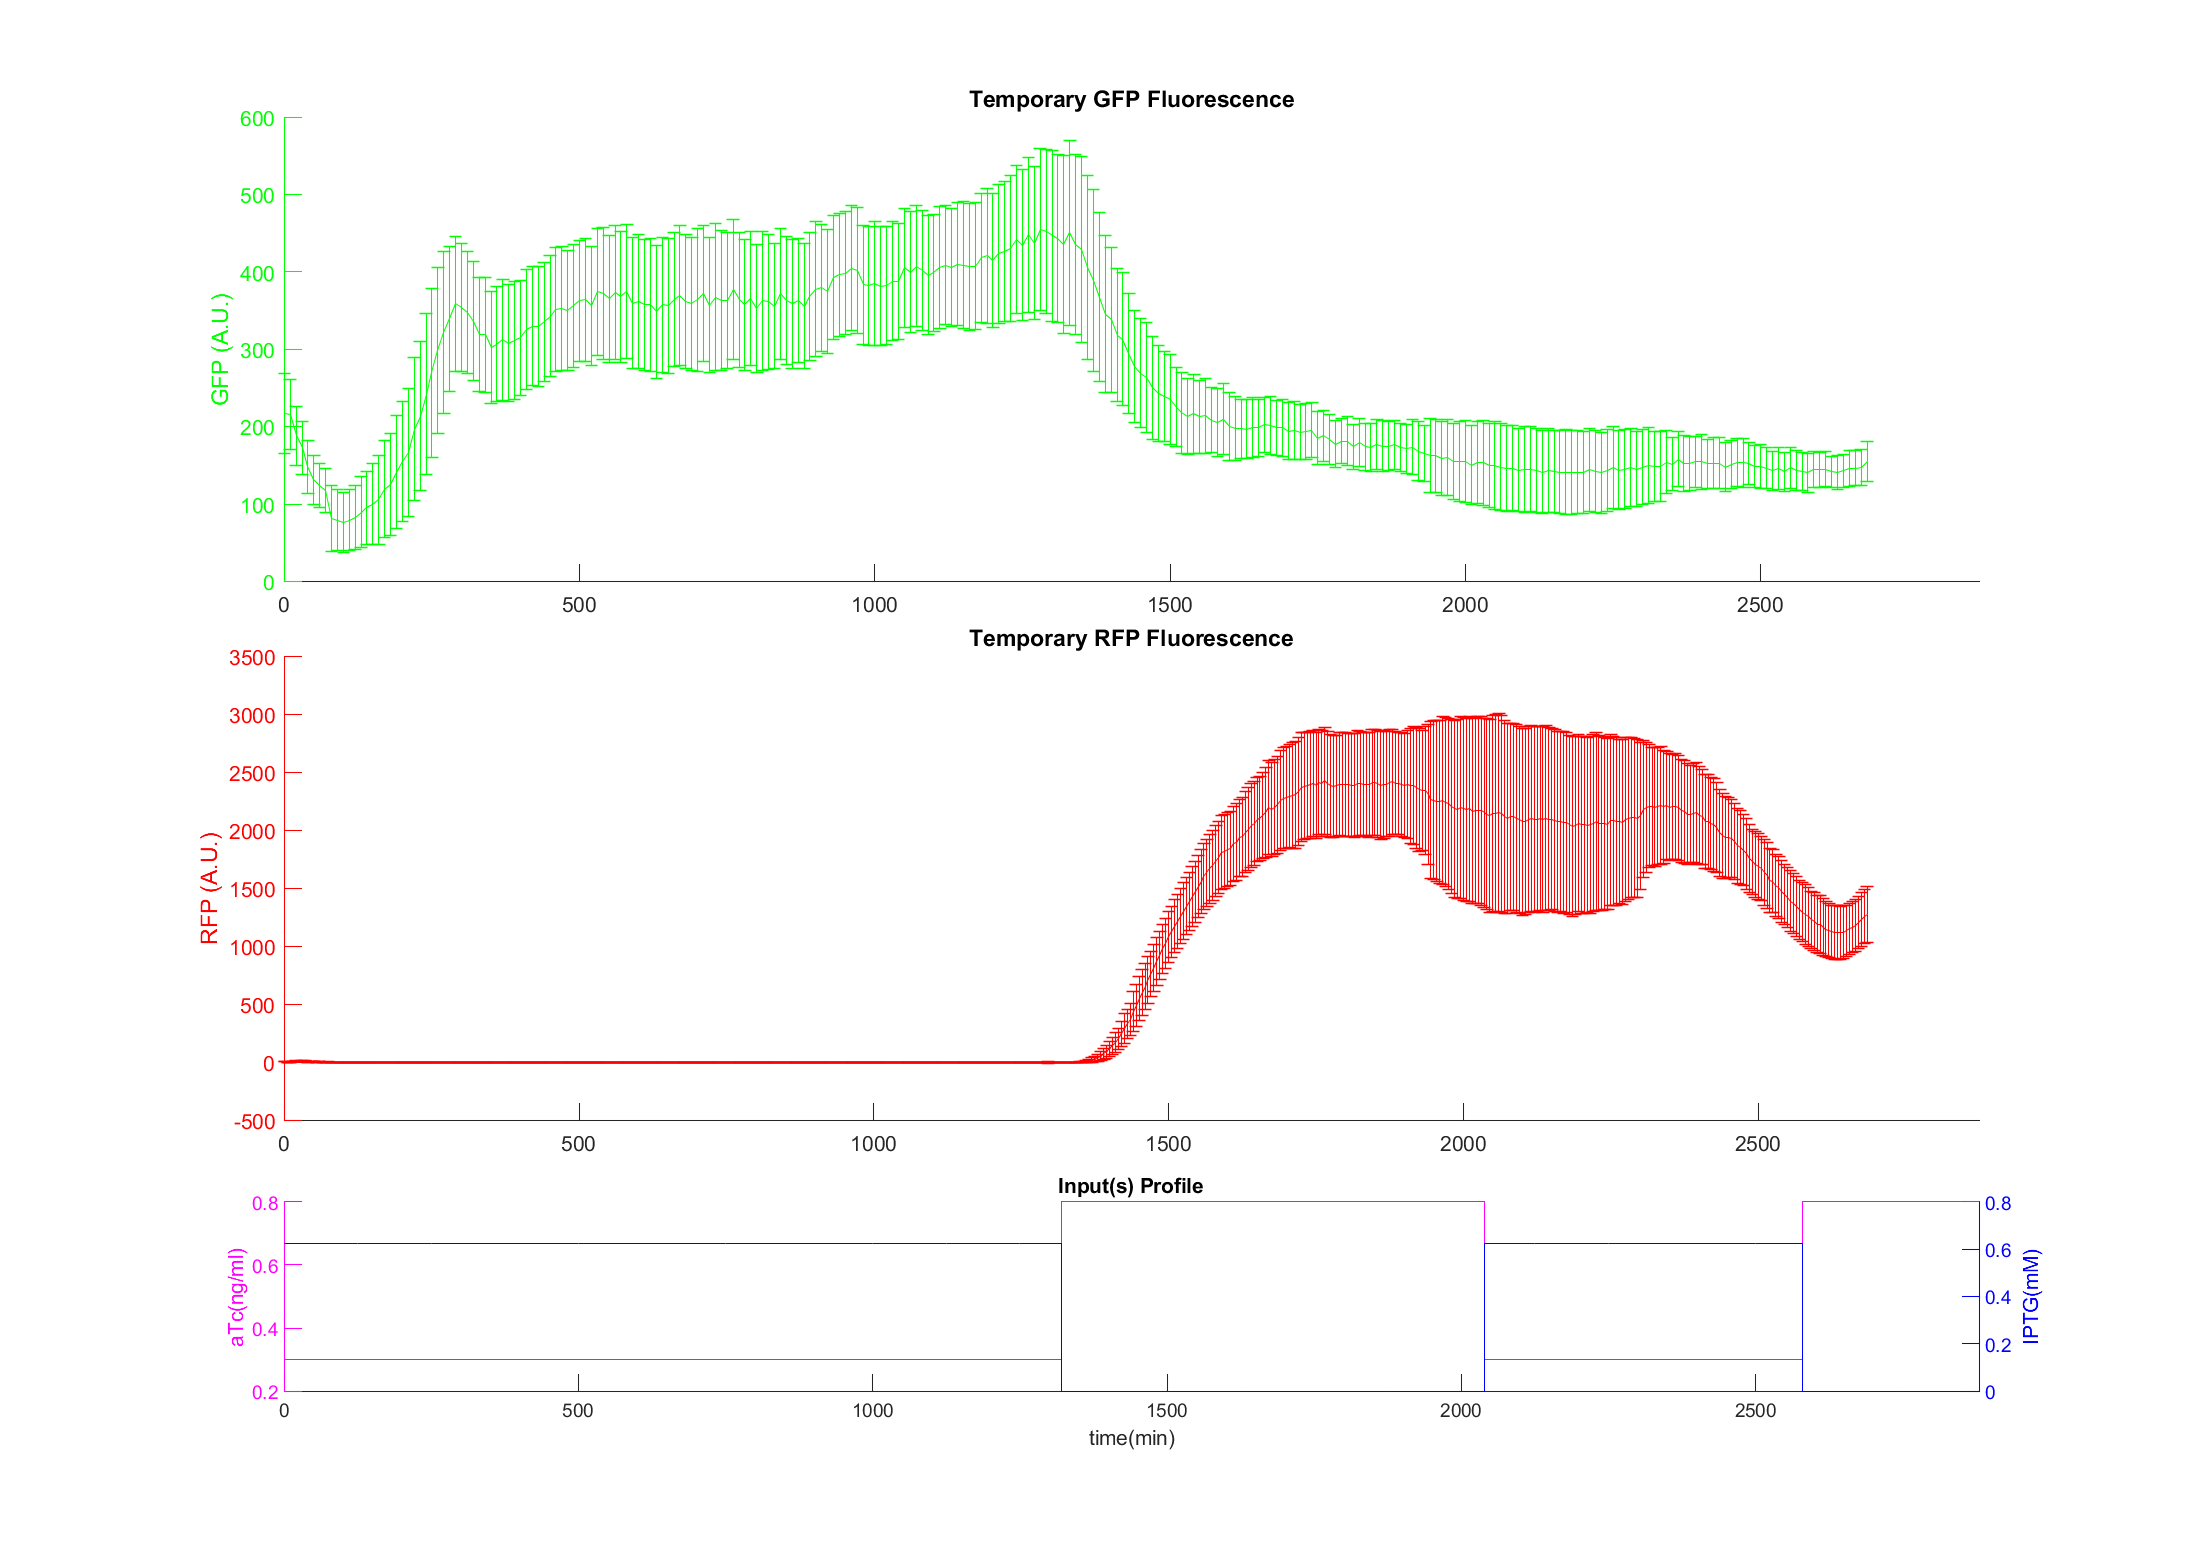 Temporary GFP Fluorescence
600
500
400
300
200
100
0
GFP (A.U.)
0 500 1000 1500 2000 2500
Temporary RFP Fluorescence
3500
3000
2500
2000
1500
1000
500
0
-500
RFP (A.U.)
0 500 1000 1500 2000 2500
Input(s) Profile
0.8
0.6
0.4
0.2
aTc(ng/ml)
0.8
0.6
0.4
0.2
0
IPTG(mM)
0 500 1000 1500 2000 2500
time(min)